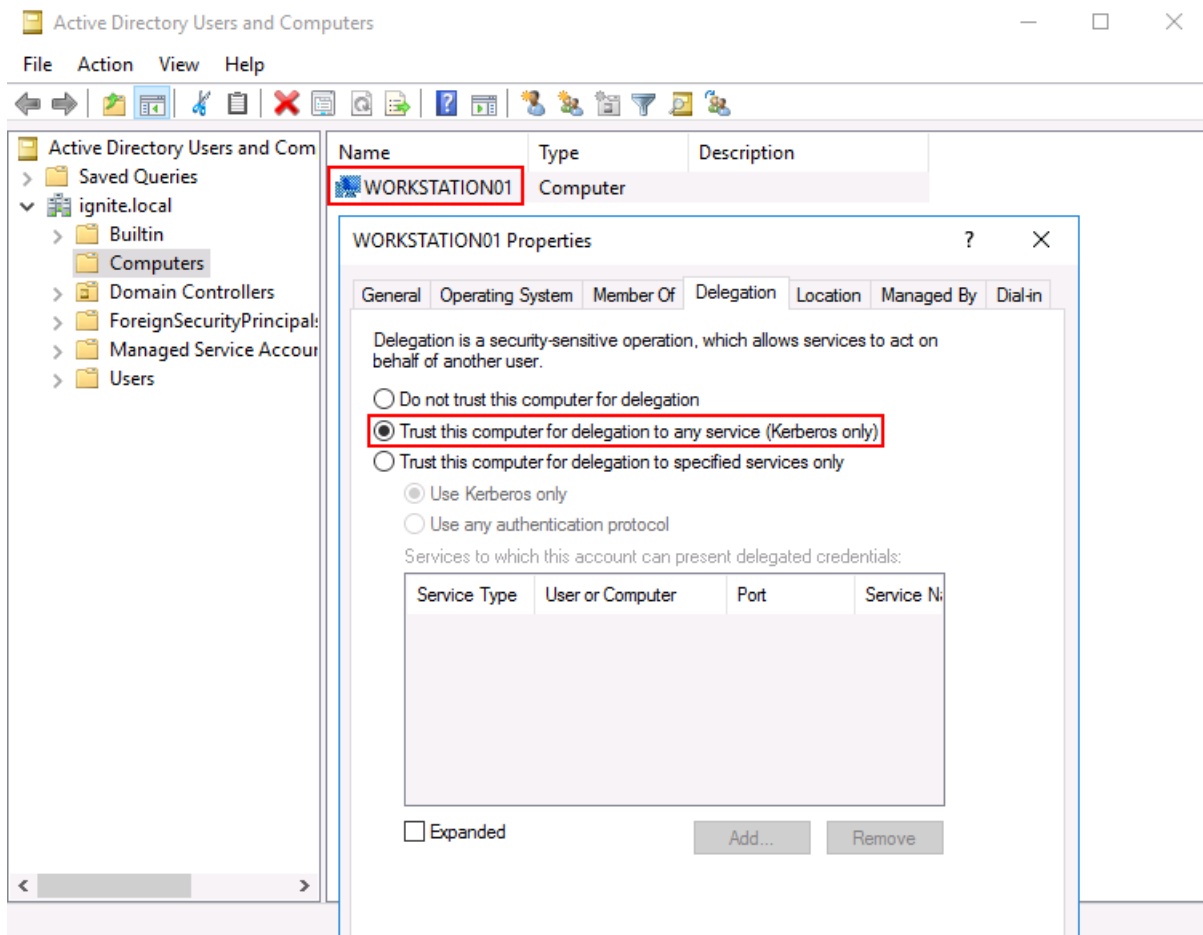 Active Directory Users and Computers
File Action View Help
Active Directory Users and Com
Saved Queries
ignite.local
Builtin
Computers
Domain Controllers
ForeignSecurityPrincipals
Managed Service Accour
Users
Name Type Description
WORKSTATION01 Computer
WORKSTATION01 Properties
General Operating System Member Of Delegation Location Managed By Dial-in
Delegation is a security-sensitive operation, which allows services to act on
behalf of another user.
Do not trust this computer for delegation
Trust this computer for delegation to any service (Kerberos only)
Trust this computer for delegation to specified services only
Use Kerberos only
Use any authentication protocol
Services to which this account can present delegated credentials:
Service Type User or Computer Port Service Na
Expanded Add... Remove